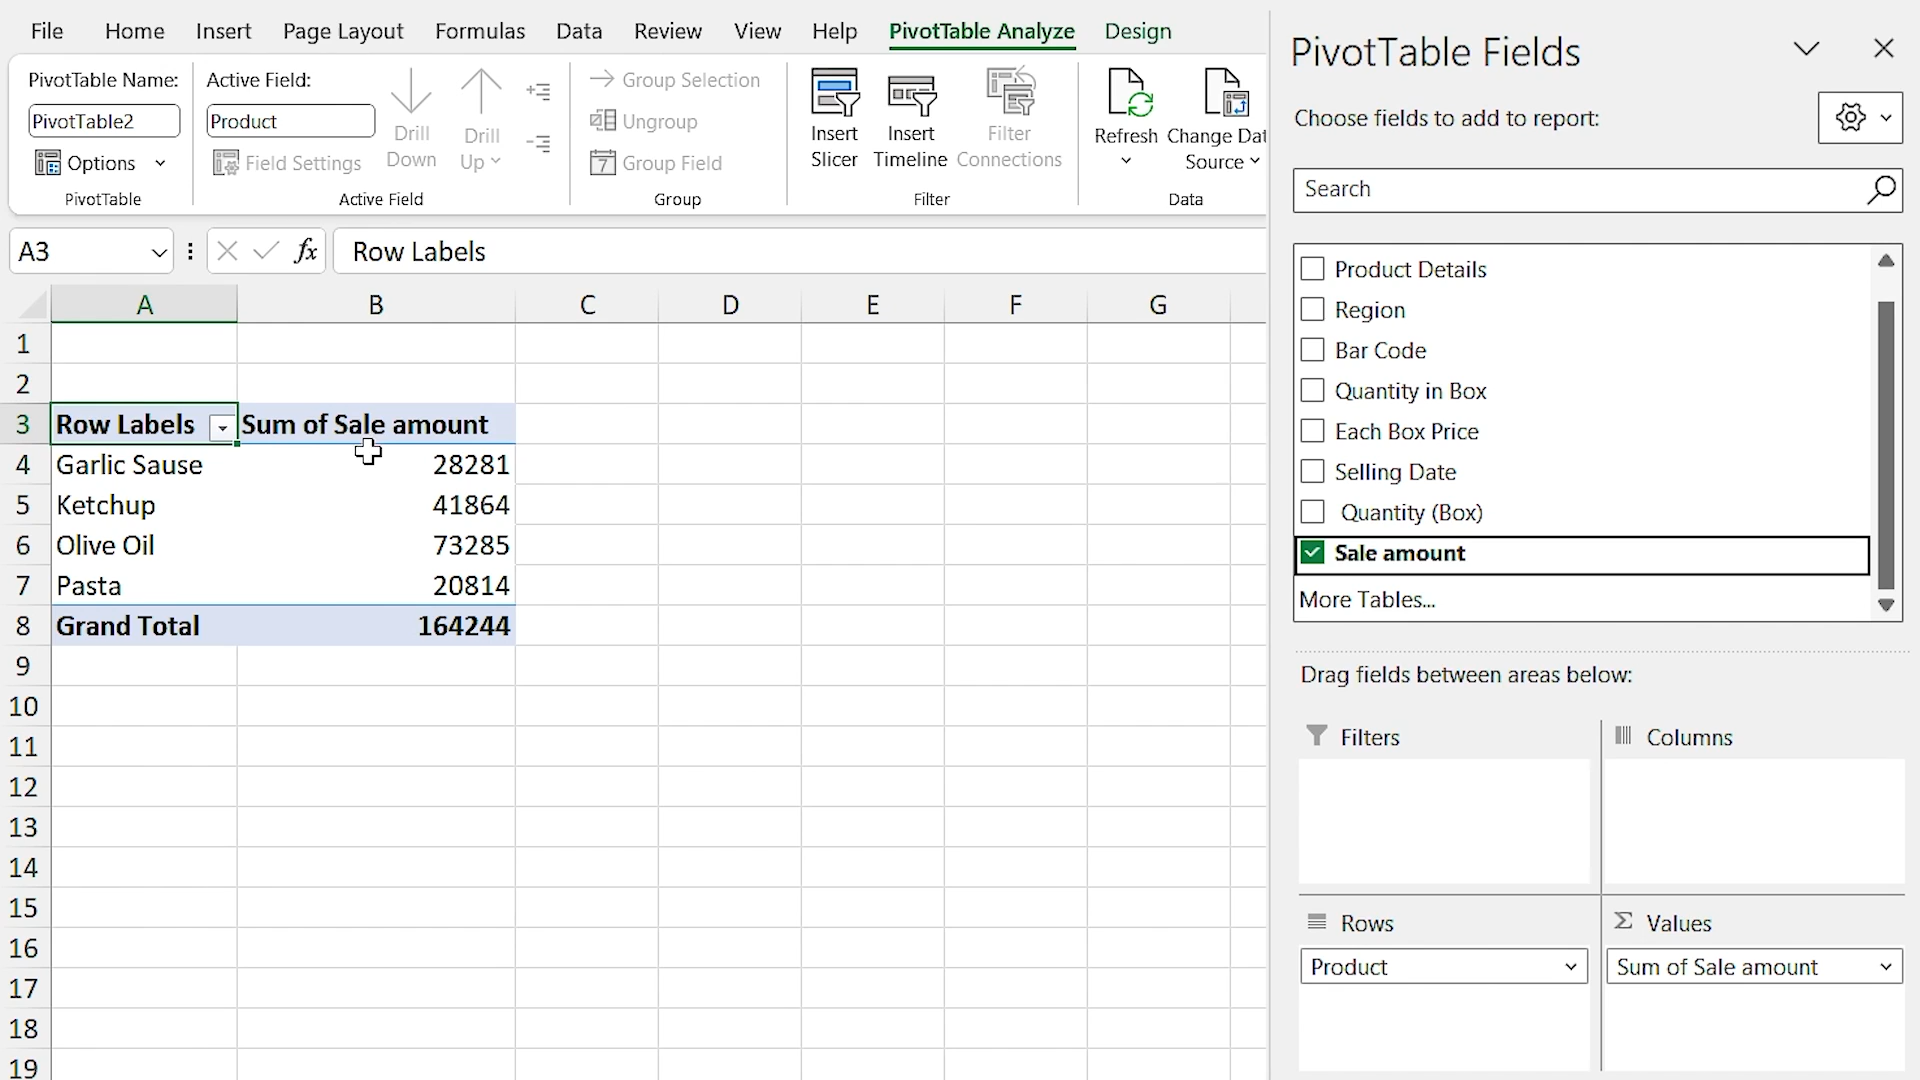 File Home Insert Page Layout Formulas Data Review View Help PivotTable Analyze Design
PivotTable Name:
PivotTable2
Options
PivotTable
Active Field:
Product
Field Settings
Drill
Down
Drill
Up
Active Field
Group Selection
Ungroup
7 Group Field
Group
Insert
Slicer
Insert
Timeline
Filter
Connections
Filter
Refresh
Change Dat
Source
Data
A3 fx Row Labels
A B C D E F G
1
2
3 Row Labels Sum of Sale amount
4 Garlic Sause 28281
5 Ketchup 41864
6 Olive Oil 73285
7 Pasta 20814
8 Grand Total 164244
9
10
11
12
13
14
15
16
17
18
19
PivotTable Fields
Choose fields to add to report:
Search
Product Details
Region
Bar Code
Quantity in Box
Each Box Price
Selling Date
Quantity (Box)
Sale amount
More Tables...
Drag fields between areas below:
Filters
Columns
Rows
Product
Σ Values
Sum of Sale amount